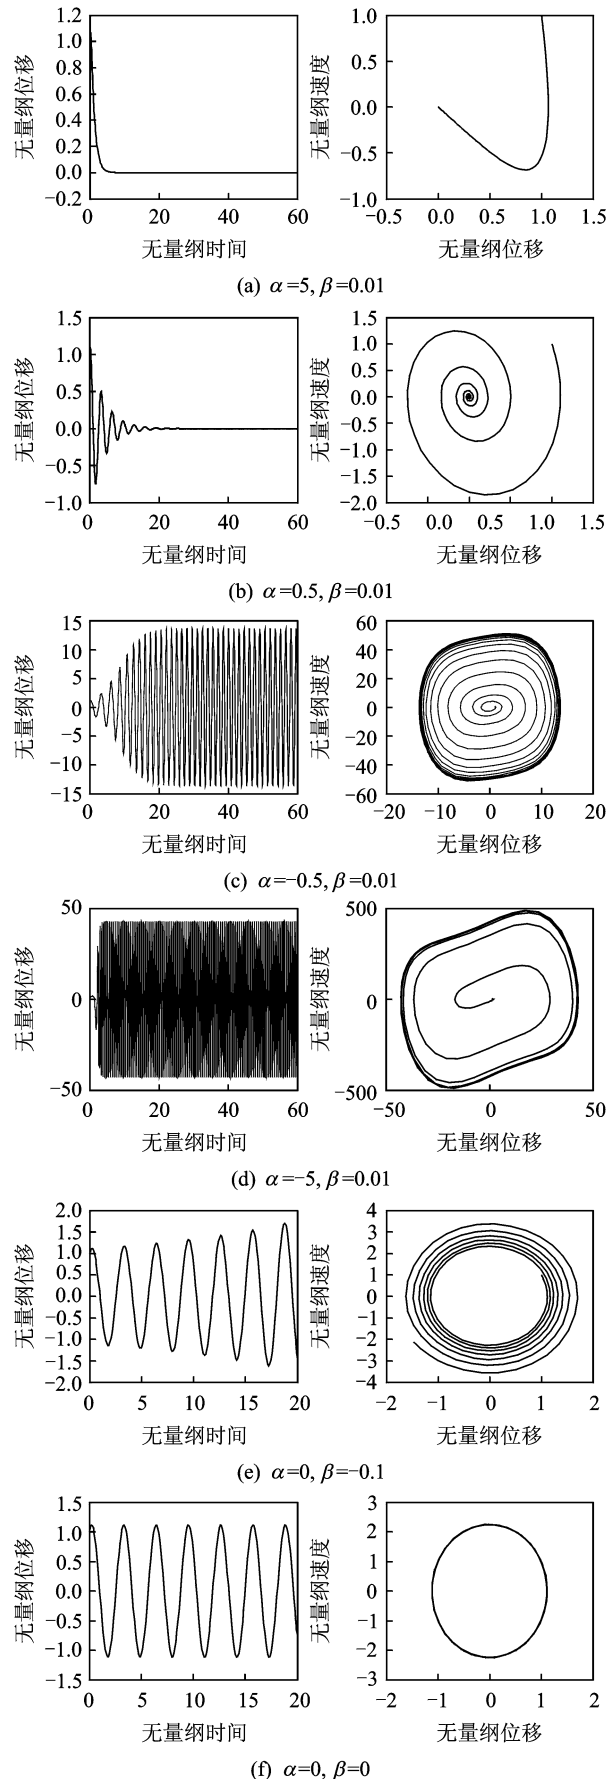 1.2
1.0
0.8
0.6
0.4
0.2
0.0
−0.2
无量纲位移
0 20 40 60
无量纲时间
1.0
0.5
0.0
−0.5
−1.0
无量纲速度
−0.5 0.0 0.5 1.0 1.5
无量纲位移
(a) α=5, β=0.01
1.5
1.0
0.5
0.0
−0.5
−1.0
无量纲位移
0 20 40 60
无量纲时间
1.5
1.0
0.5
0.0
−0.5
−1.0
−1.5
−2.0
无量纲速度
−0.5 0.0 0.5 1.0 1.5
无量纲位移
(b) α=0.5, β=0.01
15
10
5
0
−5
−10
−15
无量纲位移
0 20 40 60
无量纲时间
60
40
20
0
−20
−40
−60
无量纲速度
−20 −10 0 10 20
无量纲位移
(c) α=−0.5, β=0.01
50
0
−50
无量纲位移
0 20 40 60
无量纲时间
500
0
−500
无量纲速度
−50 0 50
无量纲位移
(d) α=−5, β=0.01
2.0
1.5
1.0
0.5
0.0
−0.5
−1.0
−1.5
−2.0
无量纲位移
0 5 10 15 20
无量纲时间
4
3
2
1
0
−1
−2
−3
−4
无量纲速度
−2 −1 0 1 2
无量纲位移
(e) α=0, β=−0.1
1.5
1.0
0.5
0.0
−0.5
−1.0
−1.5
无量纲位移
0 5 10 15 20
无量纲时间
3
2
1
0
−1
−2
−3
无量纲速度
−2 −1 0 1 2
无量纲位移
(f) α=0, β=0